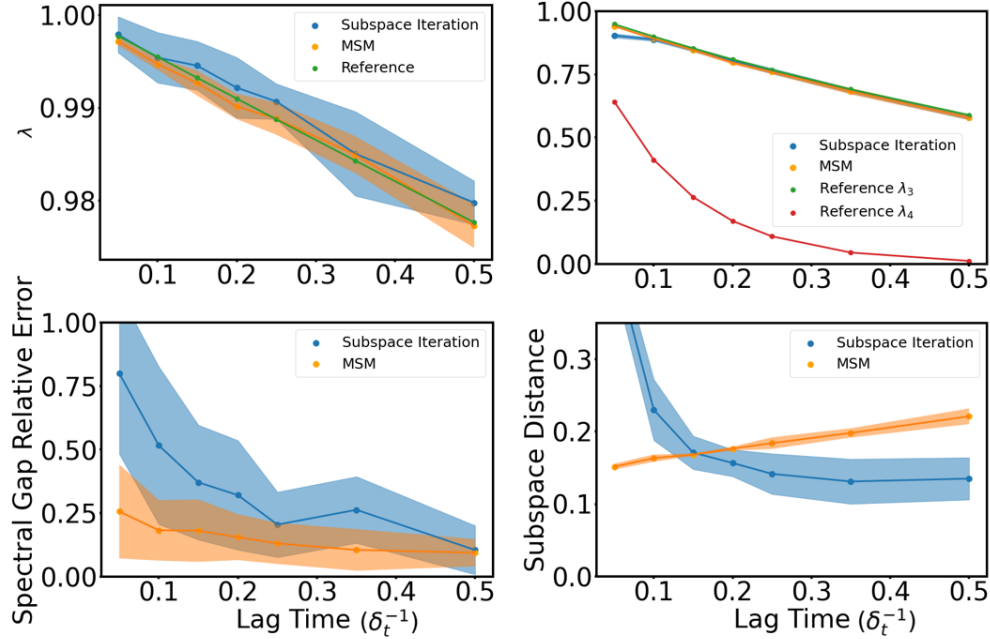 1.00
0.99
0.98
λ
Subspace Iteration
MSM
Reference
0.1 0.2 0.3 0.4 0.5
1.00
0.75
0.50
0.25
0.00
Subspace Iteration
MSM
Reference λ₃
Reference λ₄
0.1 0.2 0.3 0.4 0.5
Spectral Gap Relative Error
1.00
0.75
0.50
0.25
0.00
Subspace Iteration
MSM
0.1 0.2 0.3 0.4 0.5
Lag Time (δₜ⁻¹)
Subspace Distance
0.3
0.2
0.1
0.0
Subspace Iteration
MSM
0.1 0.2 0.3 0.4 0.5
Lag Time (δₜ⁻¹)